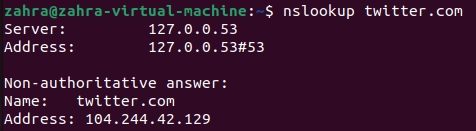 zahra@zahra-virtual-machine:~$ nslookup twitter.com
Server:         127.0.0.53
Address:        127.0.0.53#53

Non-authoritative answer:
Name:   twitter.com
Address: 104.244.42.129